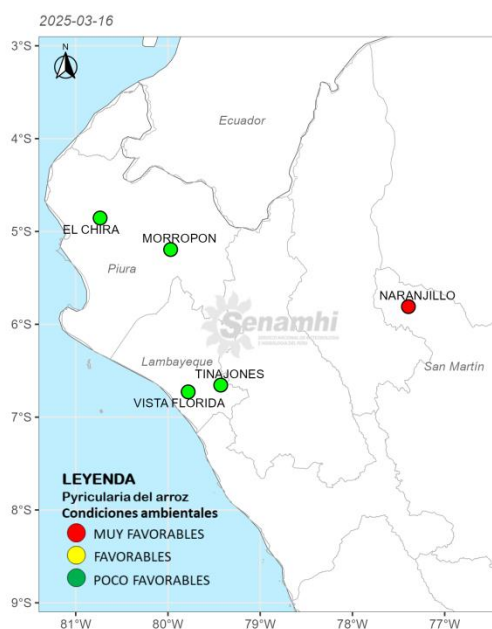 2025-03-16
3°S
N
Ecuador
4°S
EL CHIRA
5°S
MORROPON
Piura
NARANJILLO
6°S
Senamhi
Lambayeque
San Martín
TINAJONES
VISTA FLORIDA
7°S
LEYENDA
Pyricularia del arroz
Condiciones ambientales
8°S
MUY FAVORABLES
FAVORABLES
POCO FAVORABLES
9°S
81°W 80°W 79°W 78°W 77°W